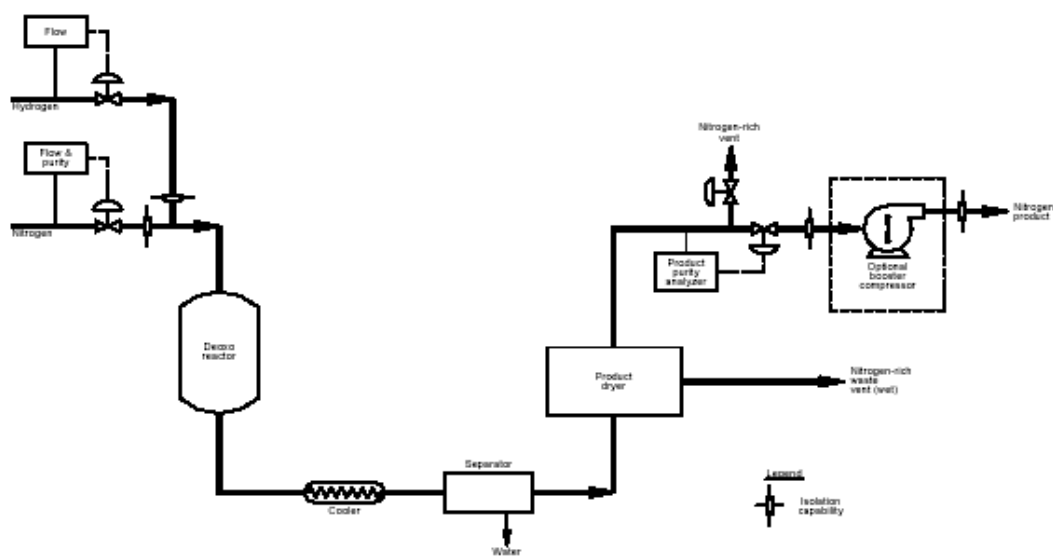 Flow
Hydrogen
Flow &
purity
Nitrogen
Nitrogen-rich
vent
Nitrogen
product
Product
purity
analyzer
Optional
booster
compressor
Deoxo
reactor
Product
dryer
Nitrogen-rich
waste
vent (wet)
Separator
Cooler
Water
Legend
Isolation
capability